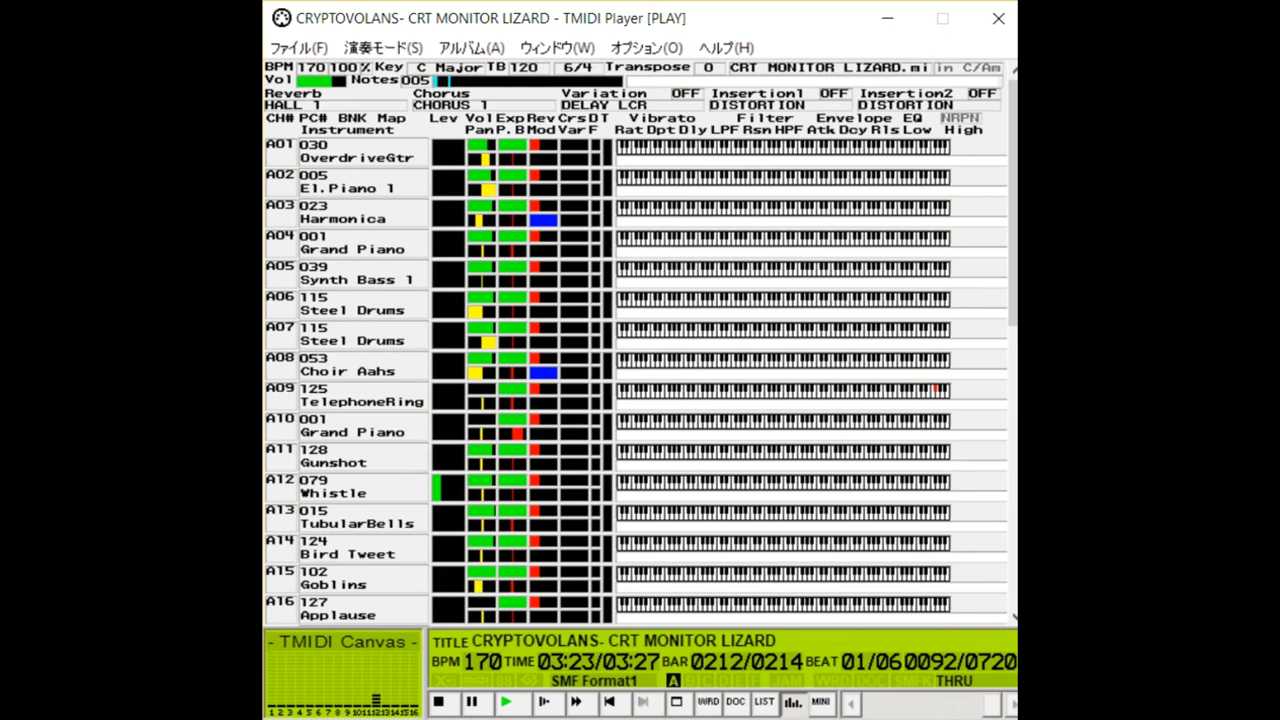 CRYPTOVOLANS- CRT MONITOR LIZARD - TMIDI Player [PLAY]
ファイル(F) 演奏モード(S) アルバム(A) ウィンドウ(W) オプション(O) ヘルプ(H)
BPM 170 100% Key C Major TB 120 6/4 Transpose 0 CRT MONITOR LIZARD.mi in C/Am
Vol Notes 005
Reverb Chorus Variation OFF Insertion1 OFF Insertion2 OFF
HALL 1 CHORUS 1 DELAY LCR DISTORTION DISTORTION
CH# PC# BNK Map Lev Vol Exp Rev Crs DT Vibrato Filter Envelope EQ NRPN
Instrument Pan P.B Mod Var F Rat Dpt Dly LPF Rsn HPF Atk Dcy Rls Low High
A01 030
OverdriveGtr
A02 005
El.Piano 1
A03 023
Harmonica
A04 001
Grand Piano
A05 039
Synth Bass 1
A06 115
Steel Drums
A07 115
Steel Drums
A08 053
Choir Aahs
A09 125
TelephoneRing
A10 001
Grand Piano
A11 128
Gunshot
A12 079
Whistle
A13 015
TubularBells
A14 124
Bird Tweet
A15 102
Goblins
A16 127
Applause
- TMIDI Canvas -
1 2 3 4 5 6 7 8 9 10 11 12 13 14 15 16
TITLE CRYPTOVOLANS- CRT MONITOR LIZARD
BPM 170 TIME 03:23/03:27 BAR 0212/0214 BEAT 01/06 0092/0720
SMF Format1 A THRU
WRD DOC LIST MINI